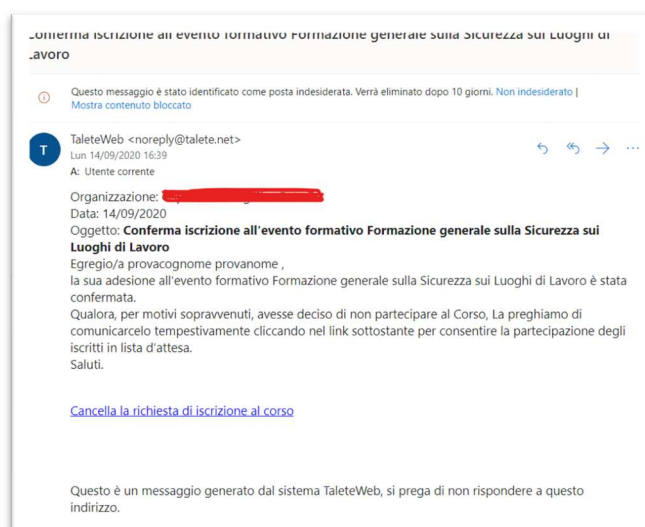 Conferma iscrizione all'evento formativo Formazione generale sulla Sicurezza sui Luoghi di
Lavoro
Questo messaggio è stato identificato come posta indesiderata. Verrà eliminato dopo 10 giorni. Non indesiderato |
Mostra contenuto bloccato
T
TaleteWeb <noreply@talete.net>
Lun 14/09/2020 16:39
A: Utente corrente
Organizzazione:
Data: 14/09/2020
Oggetto: Conferma iscrizione all'evento formativo Formazione generale sulla Sicurezza sui
Luoghi di Lavoro
Egregio/a provacognome provanome ,
la sua adesione all'evento formativo Formazione generale sulla Sicurezza sui Luoghi di Lavoro è stata
confermata.
Qualora, per motivi sopravvenuti, avesse deciso di non partecipare al Corso, La preghiamo di
comunicarcelo tempestivamente cliccando nel link sottostante per consentire la partecipazione degli
iscritti in lista d'attesa.
Saluti.
Cancella la richiesta di iscrizione al corso
Questo è un messaggio generato dal sistema TaleteWeb, si prega di non rispondere a questo
indirizzo.